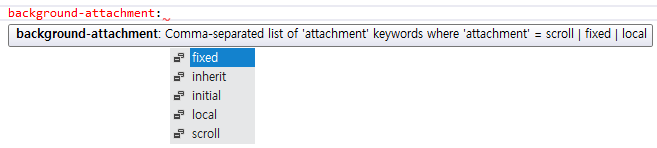 background-attachment:
background-attachment: Comma-separated list of 'attachment' keywords where 'attachment' = scroll | fixed | local
fixed
inherit
initial
local
scroll